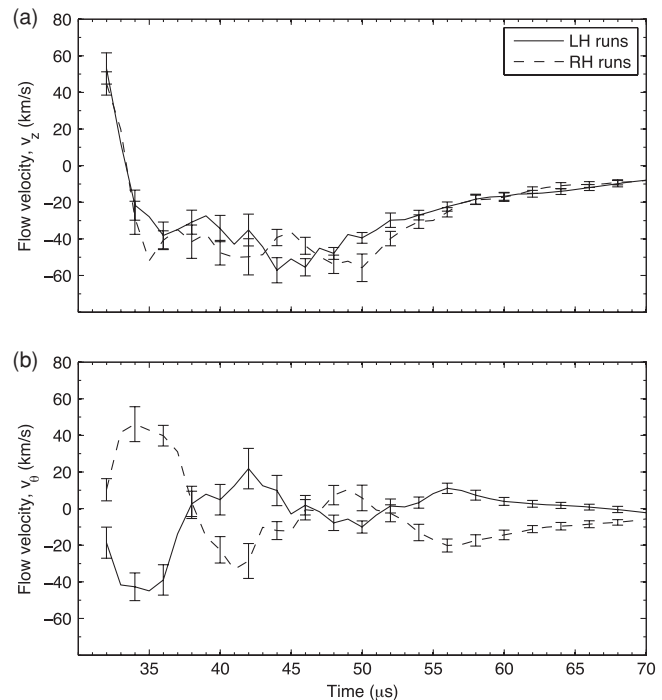 (a)
80
60
40
20
0
−20
−40
−60
Flow velocity, v_z (km/s)
LH runs
RH runs
(b)
80
60
40
20
0
−20
−40
−60
Flow velocity, v_θ (km/s)
35 40 45 50 55 60 65 70
Time (μs)